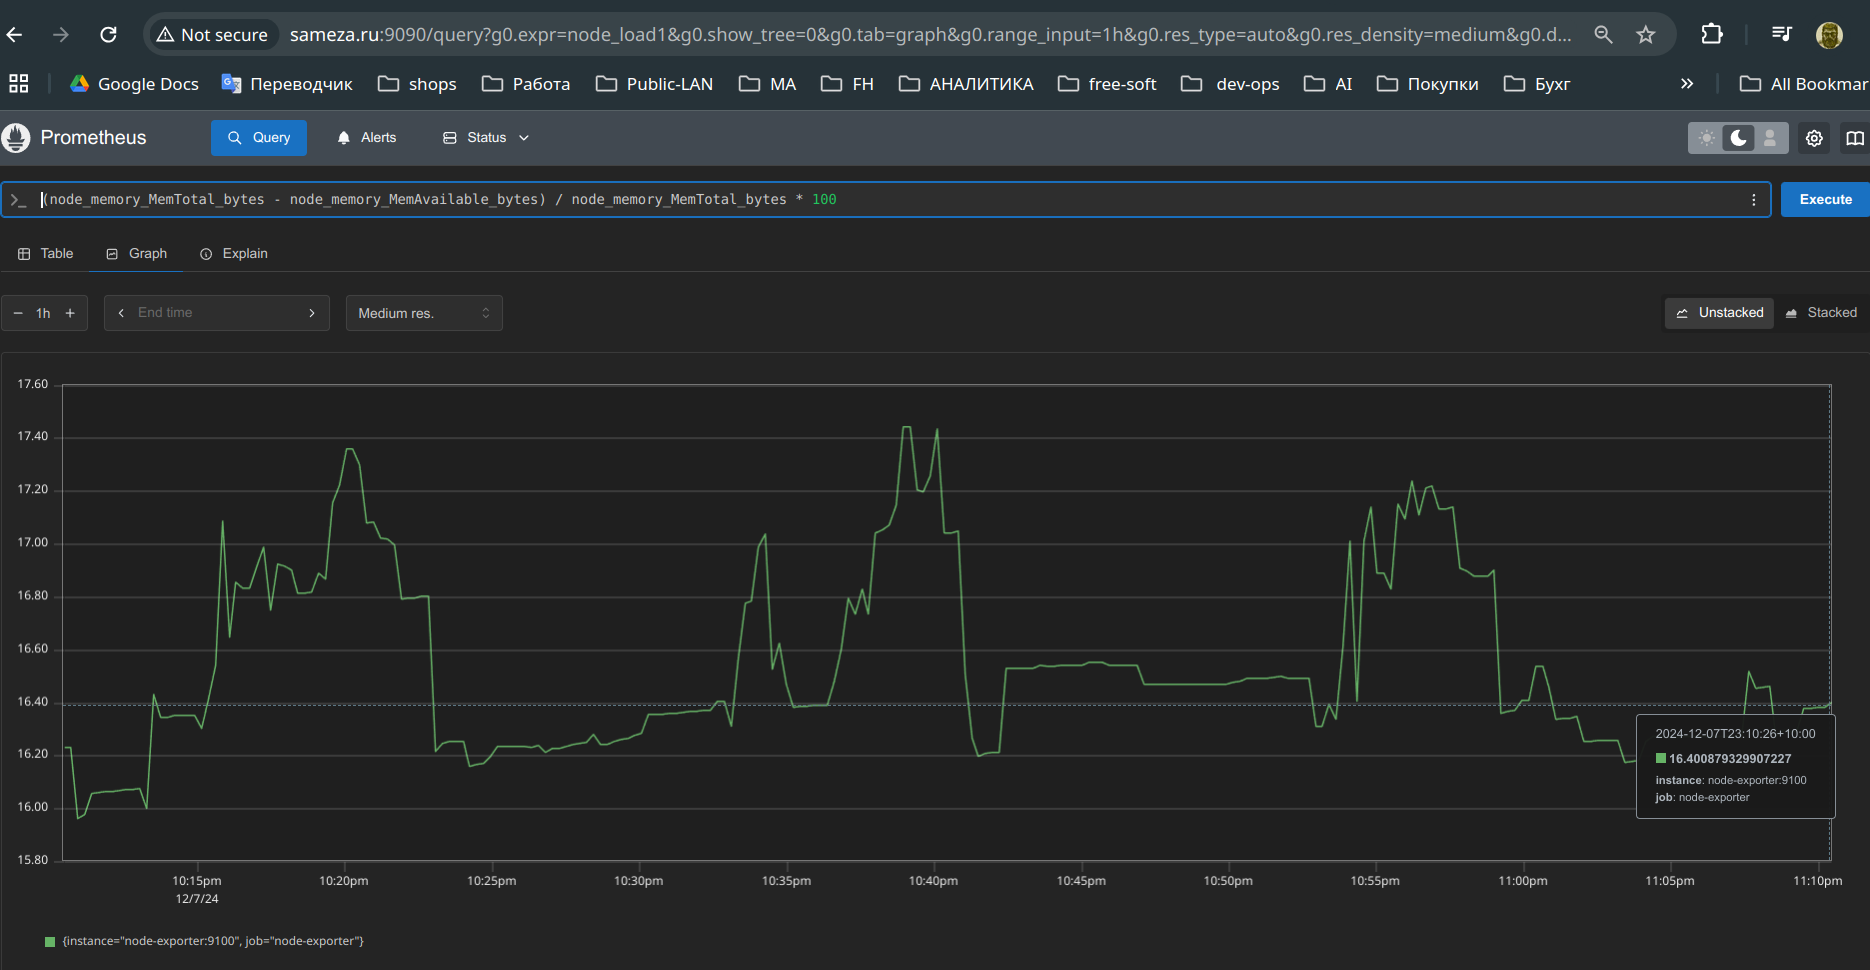 Not secure sameza.ru:9090/query?g0.expr=node_load1&g0.show_tree=0&g0.tab=graph&g0.range_input=1h&g0.res_type=auto&g0.res_density=medium&g0.d...
Google Docs Переводчик shops Работа Public-LAN MA FH АНАЛИТИКА free-soft dev-ops AI Покупки Бухг » All Bookmar
Prometheus Query Alerts Status
>_ (node_memory_MemTotal_bytes - node_memory_MemAvailable_bytes) / node_memory_MemTotal_bytes * 100 Execute
Table Graph Explain
− 1h + End time Medium res. Unstacked Stacked
17.60
17.40
17.20
17.00
16.80
16.60
16.40
16.20
16.00
15.80
2024-12-07T23:10:26+10:00
16.400879329907227
instance: node-exporter:9100
job: node-exporter
10:15pm 10:20pm 10:25pm 10:30pm 10:35pm 10:40pm 10:45pm 10:50pm 10:55pm 11:00pm 11:05pm 11:10pm
12/7/24
{instance="node-exporter:9100", job="node-exporter"}